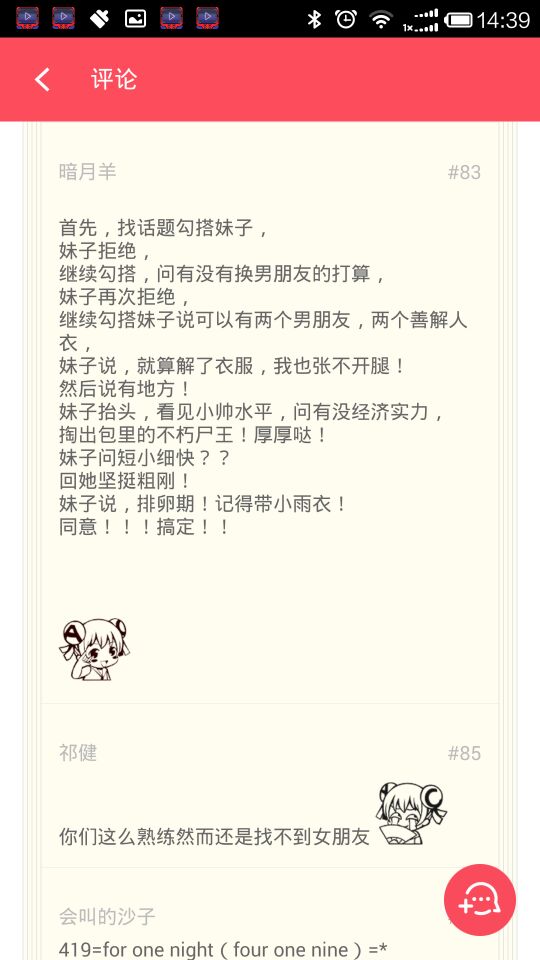 14:39
评论
暗月羊 #83
首先，找话题勾搭妹子，
妹子拒绝，
继续勾搭，问有没有换男朋友的打算，
妹子再次拒绝，
继续勾搭妹子说可以有两个男朋友，两个善解人
衣，
妹子说，就算解了衣服，我也张不开腿！
然后说有地方！
妹子抬头，看见小帅水平，问有没经济实力，
掏出包里的不朽尸王！厚厚哒！
妹子问短小细快？？
回她坚挺粗刚！
妹子说，排卵期！记得带小雨衣！
同意！！！搞定！！
祁健 #85
你们这么熟练然而还是找不到女朋友
会叫的沙子
419=for one night（four one nine）=*